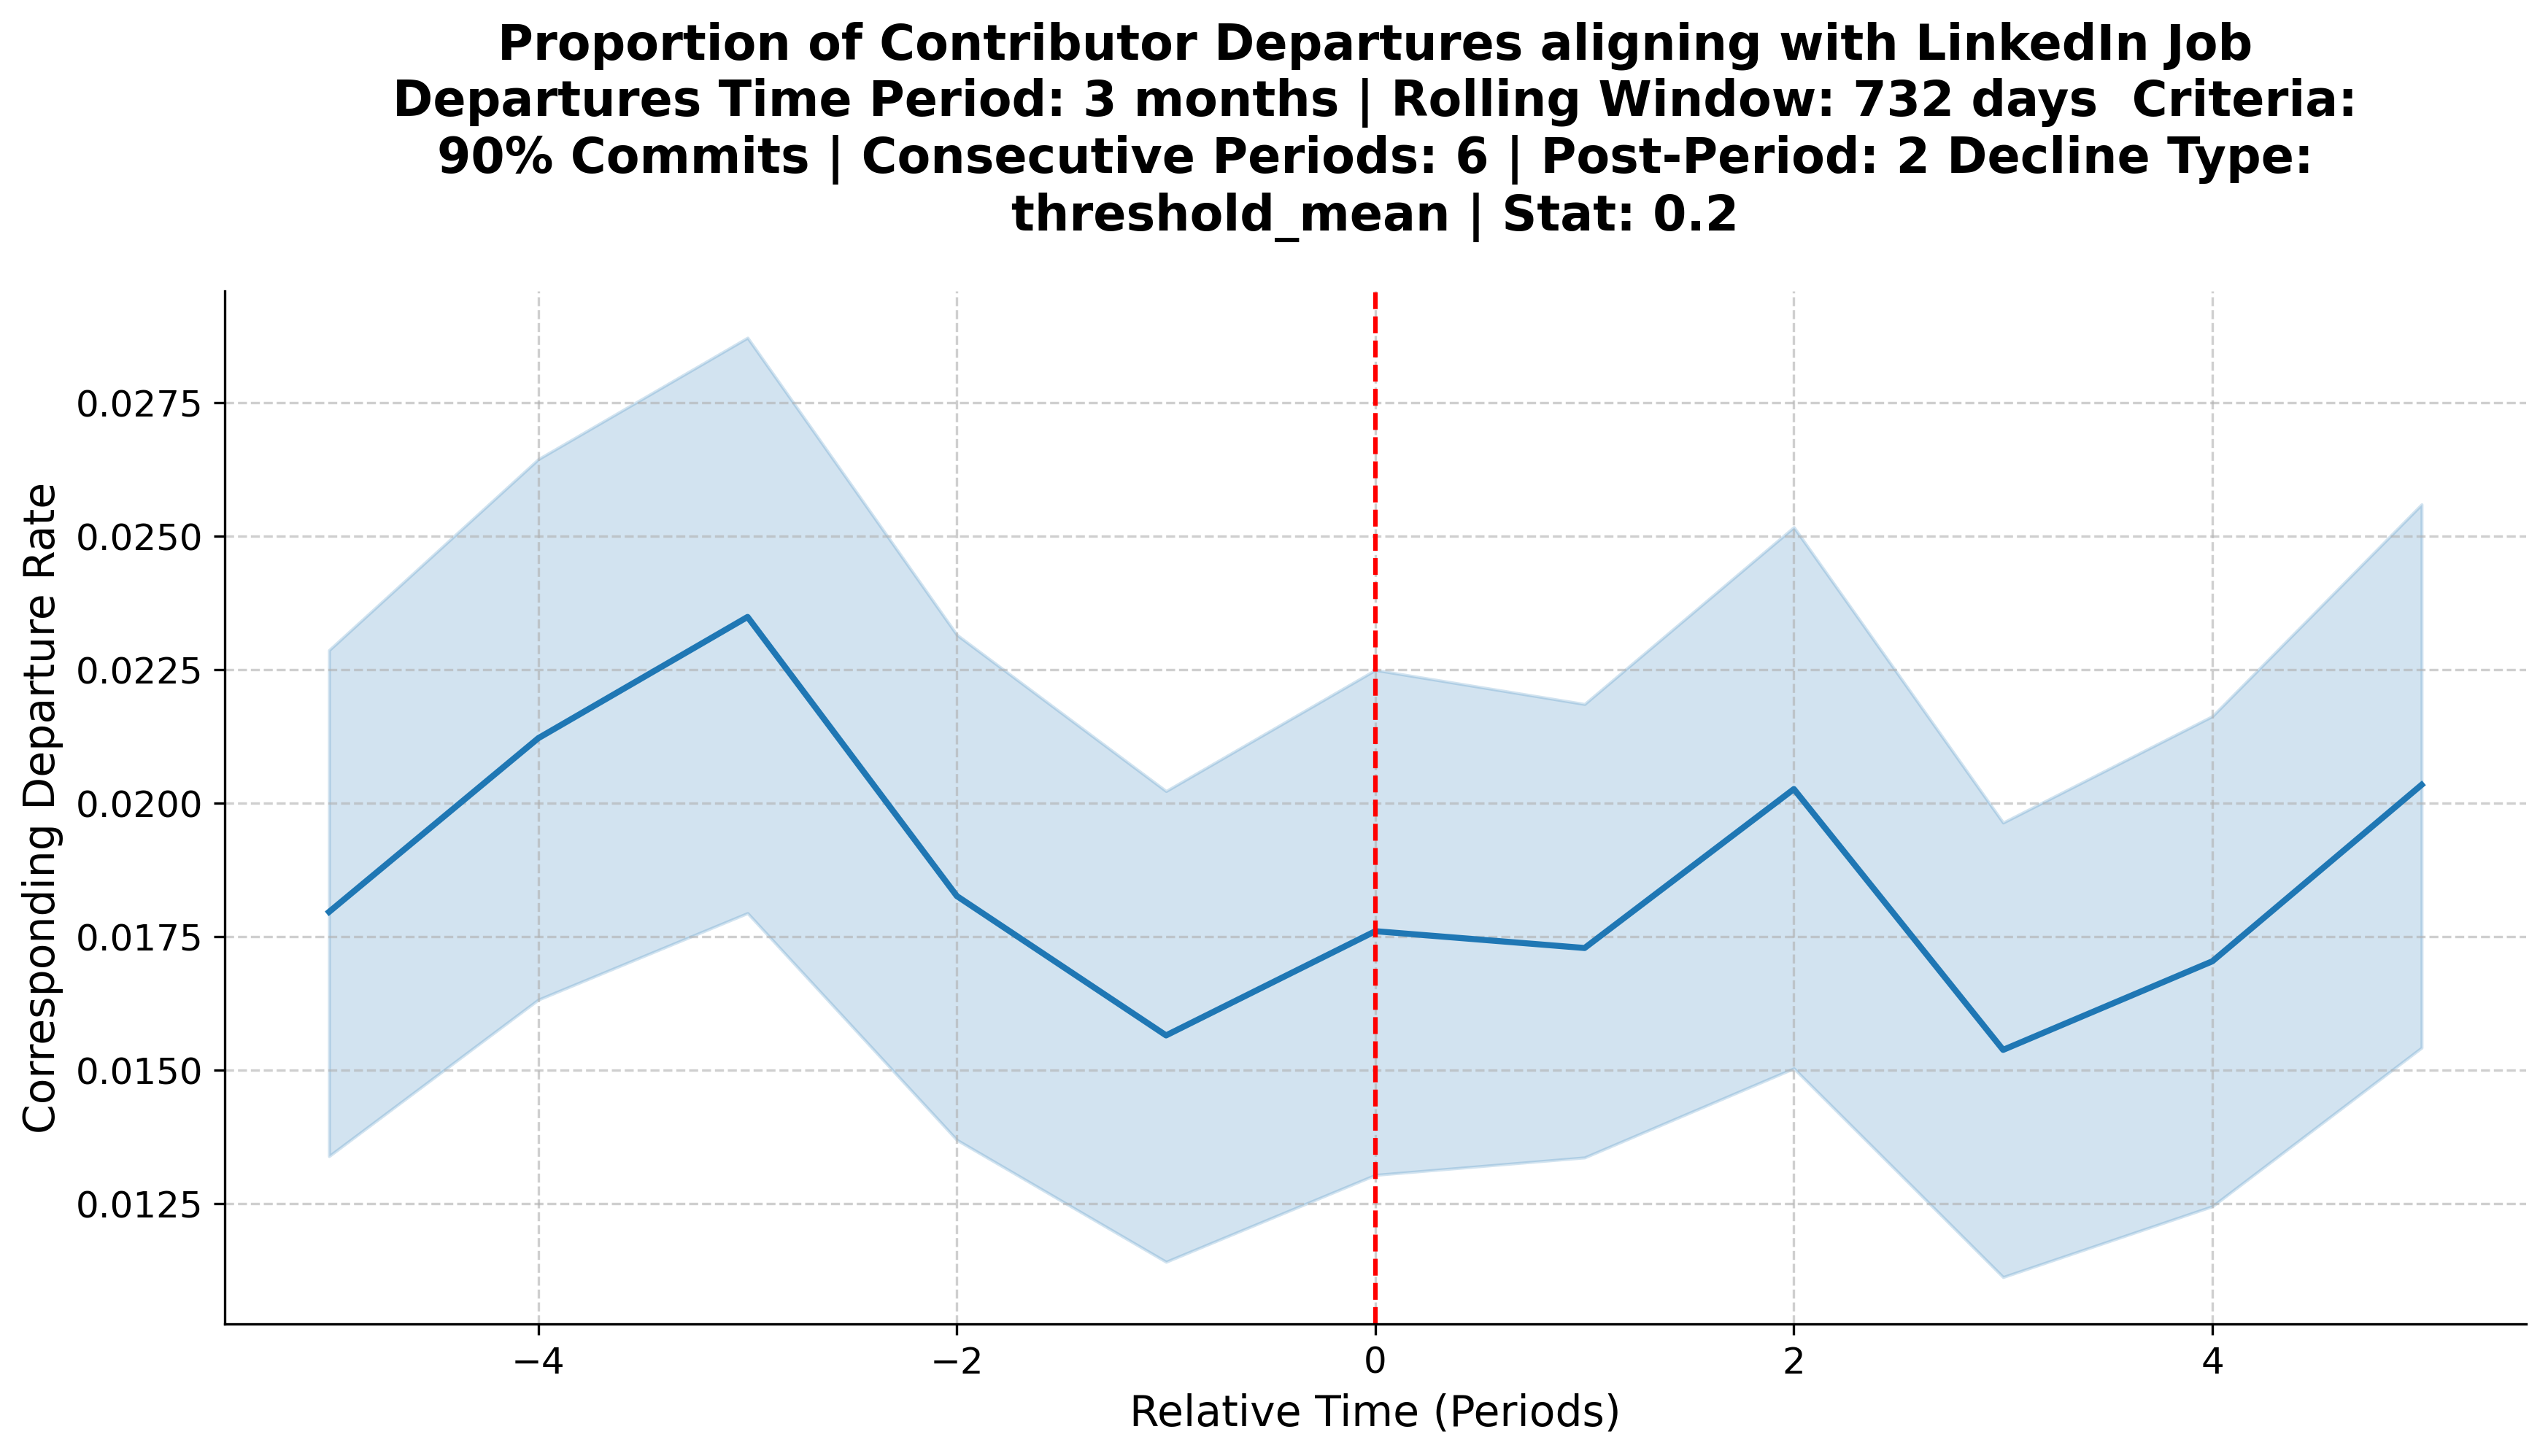 Proportion of Contributor Departures aligning with LinkedIn Job
Departures Time Period: 3 months | Rolling Window: 732 days  Criteria:
90% Commits | Consecutive Periods: 6 | Post-Period: 2 Decline Type:
threshold_mean | Stat: 0.2
Corresponding Departure Rate
0.0275
0.0250
0.0225
0.0200
0.0175
0.0150
0.0125
−4
−2
0
2
4
Relative Time (Periods)